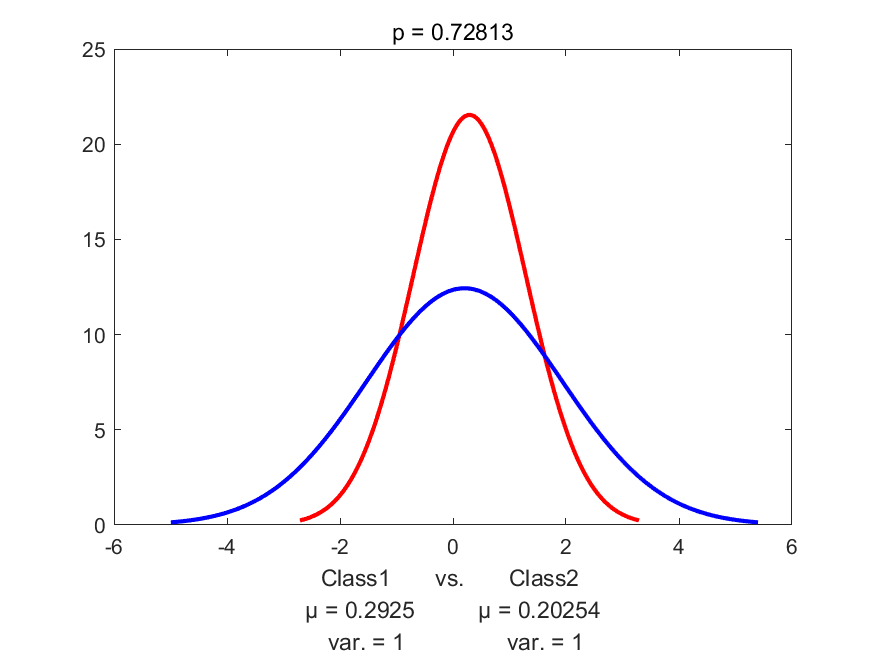 p = 0.72813
25
20
15
10
5
0
-6 -4 -2 0 2 4 6
Class1 vs. Class2
μ = 0.2925 μ = 0.20254
var. = 1 var. = 1